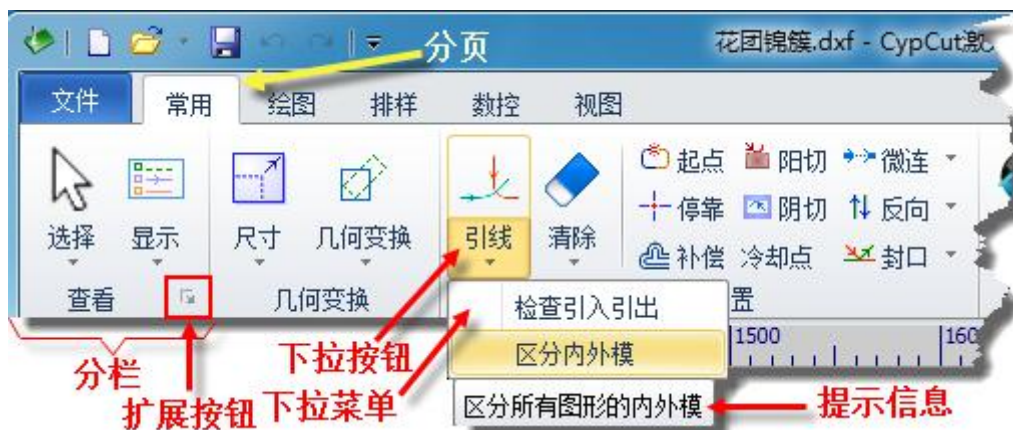 分页
花团锦簇.dxf - CypCut激
文件 常用 绘图 排样 数控 视图
选择 显示 尺寸 几何变换 引线 清除
起点 阳切 微连
停靠 阴切 反向
补偿 冷却点 封口
查看 几何变换 置
检查引入引出
区分内外模
1500 160
分栏 扩展按钮 下拉按钮 下拉菜单
区分所有图形的内外模
提示信息